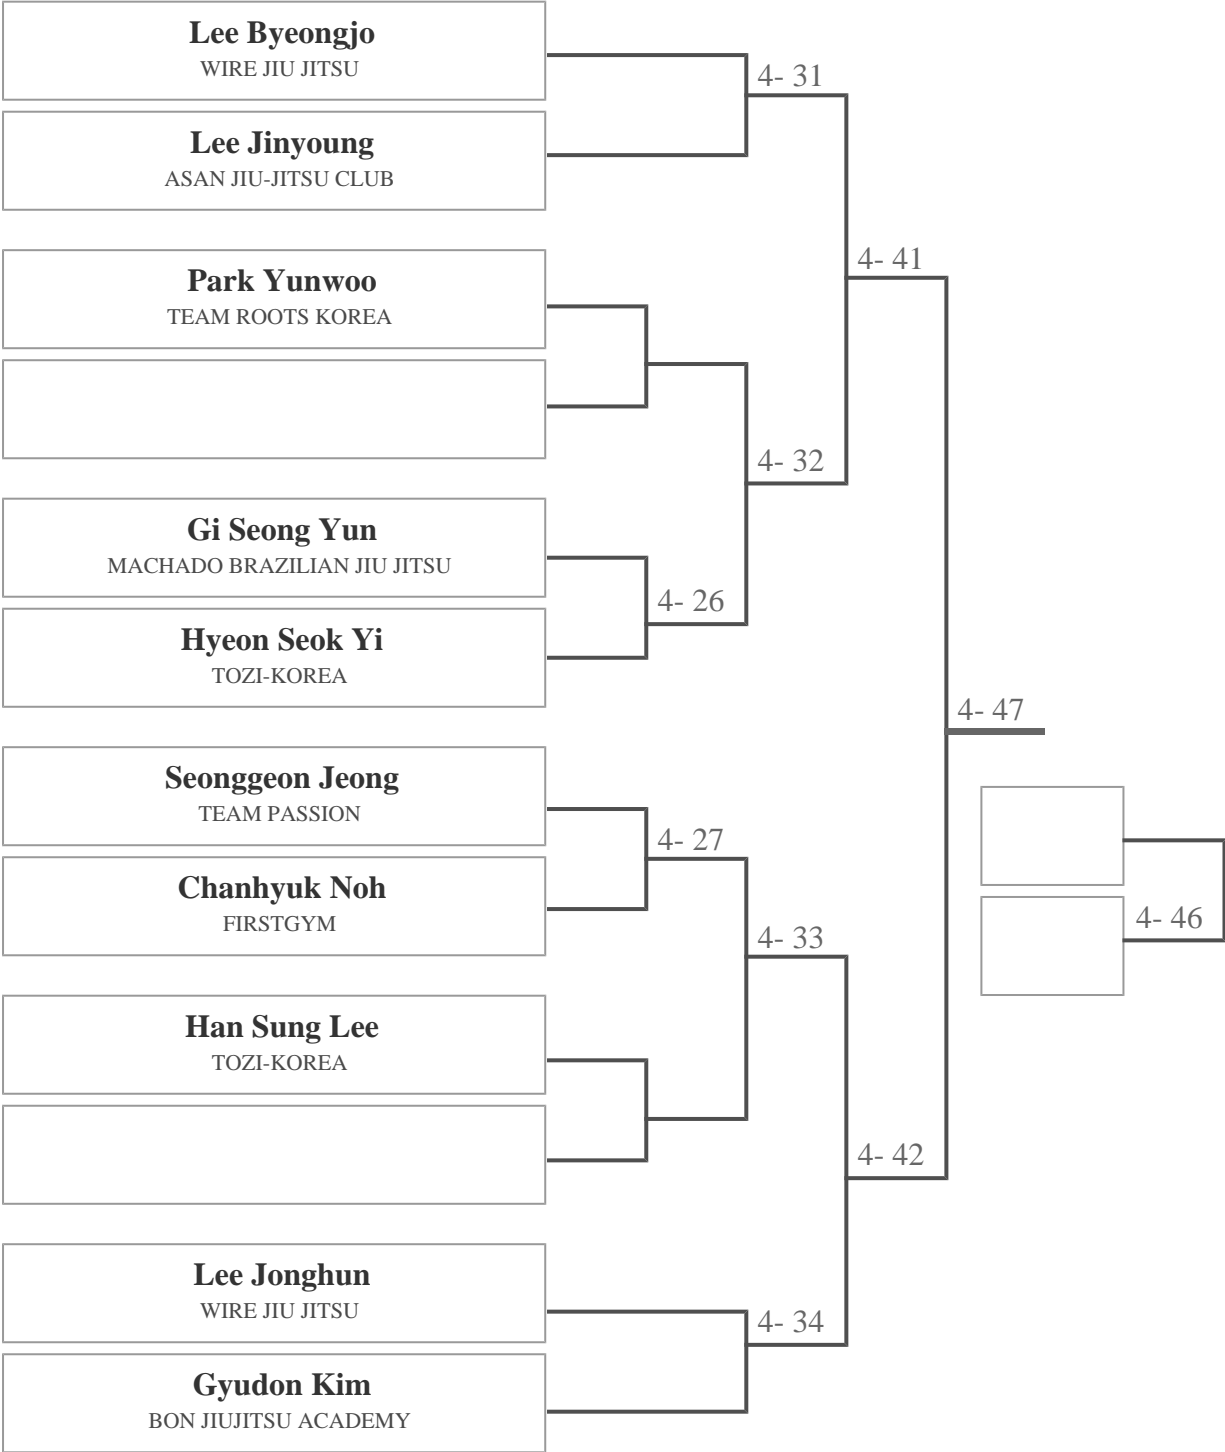 Lee Byeongjo
WIRE JIU JITSU
4- 31
Lee Jinyoung
ASAN JIU-JITSU CLUB
4- 41
Park Yunwoo
TEAM ROOTS KOREA
4- 32
Gi Seong Yun
MACHADO BRAZILIAN JIU JITSU
4- 26
Hyeon Seok Yi
TOZI-KOREA
4- 47
Seonggeon Jeong
TEAM PASSION
4- 27
Chanhyuk Noh
FIRSTGYM
4- 33
4- 46
Han Sung Lee
TOZI-KOREA
4- 42
Lee Jonghun
WIRE JIU JITSU
4- 34
Gyudon Kim
BON JIUJITSU ACADEMY